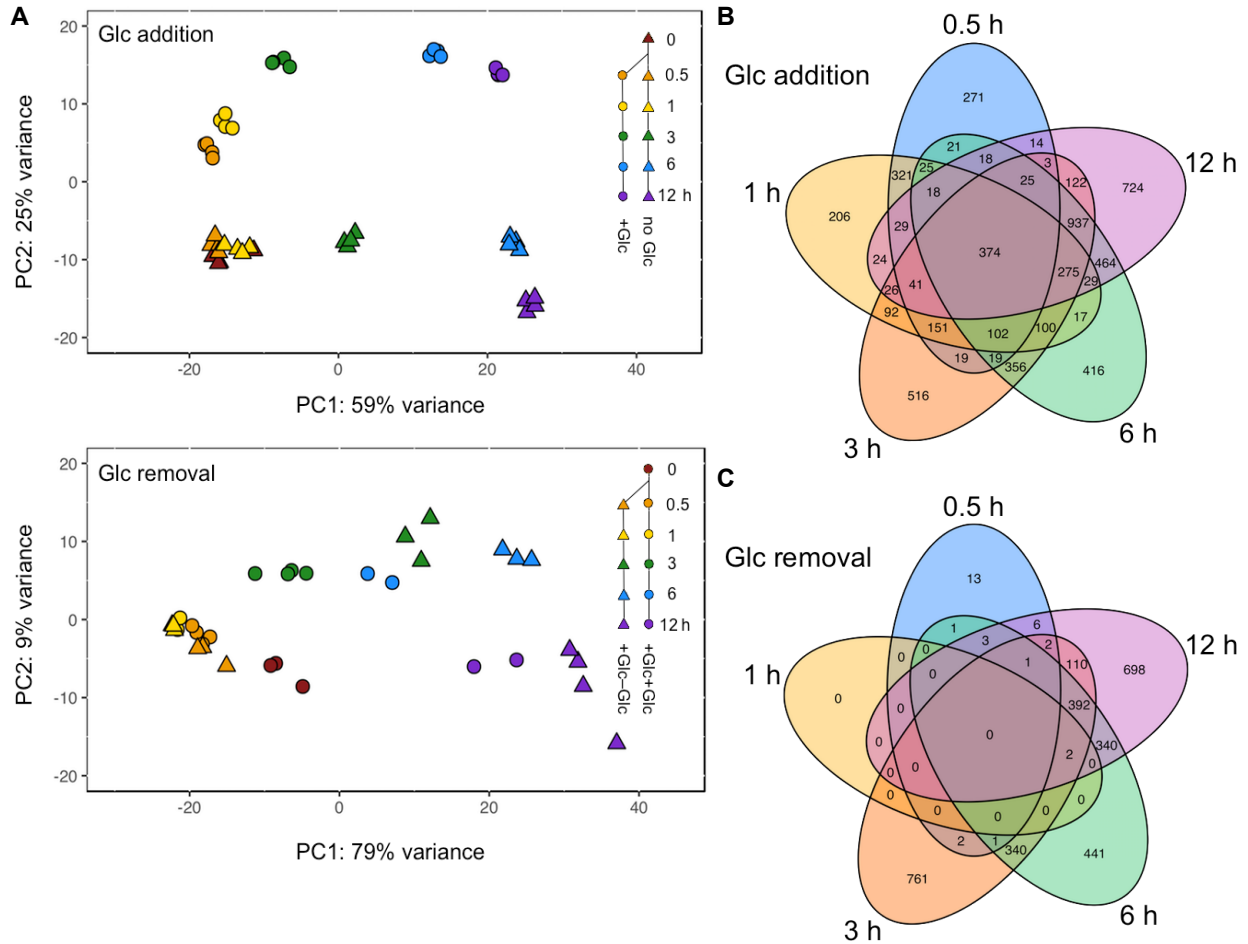 A
Glc addition
20
10
0
-10
-20
PC2: 25% variance
-20 0 20 40
PC1: 59% variance
0
0.5
1
3
6
12 h
+Glc
no Glc
Glc removal
20
10
0
-10
-20
PC2: 9% variance
-20 0 20 40
PC1: 79% variance
0
0.5
1
3
6
12 h
+Glc–Glc
+Glc+Glc
B
0.5 h
Glc addition
12 h
1 h
3 h
6 h
271
21 18 14
3
321 25 25 122 724
18
206 29 937
24 374 464
26 41 275 29
92 151 102 100 17
19 19 356 416
516
C
0.5 h
Glc removal
12 h
1 h
3 h
6 h
13
1 3 6
2
0 0 1 110 698
0
0 0 392
0 0 340
0 0 2 0
0 0 0 0 0
2 1 340 441
761